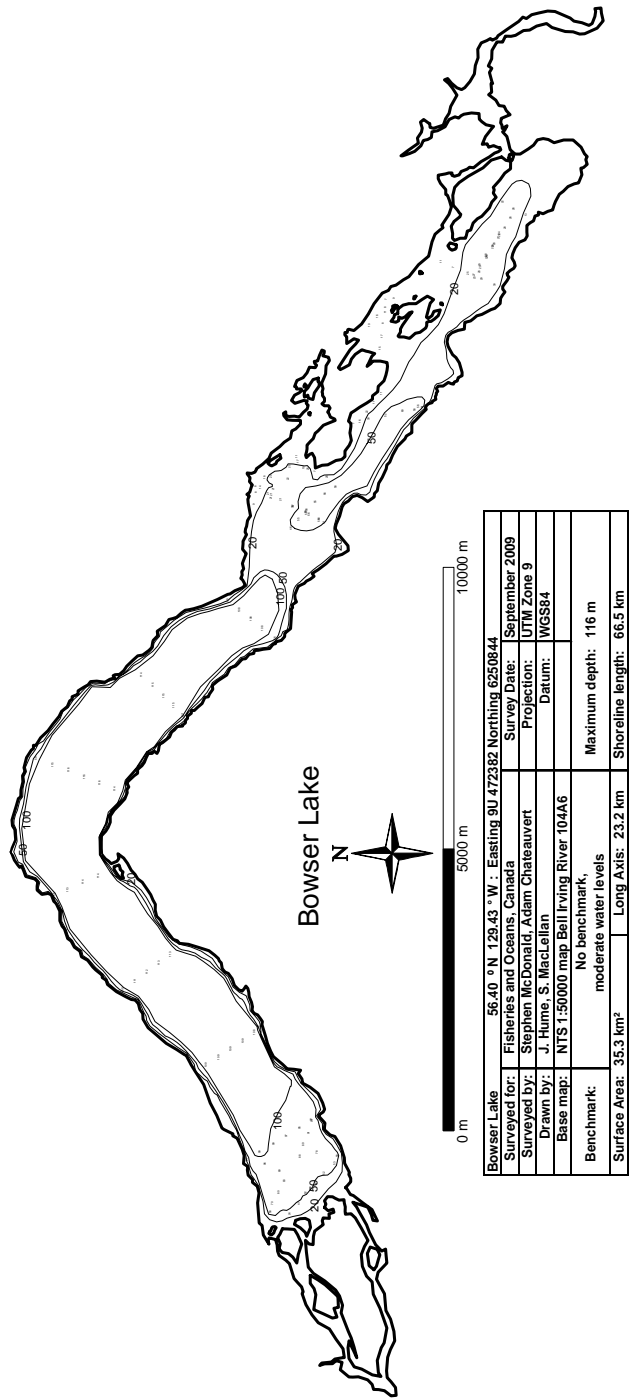 Bowser Lake
N
0 m 5000 m 10000 m
50
100
20
100
20
50
100
50
20
20
50
20
Bowser Lake 56.40 ° N 129.43 ° W : Easting 9U 472382 Northing 6250844
Surveyed for: Fisheries and Oceans, Canada Survey Date: September 2009
Surveyed by: Stephen McDonald, Adam Chateauvert Projection: UTM Zone 9
Drawn by: J. Hume, S. MacLellan Datum: WGS84
Base map: NTS 1:50000 map Bell Irving River 104A6
Benchmark: No benchmark,
moderate water levels
Maximum depth: 116 m
Surface Area: 35.3 km² Long Axis: 23.2 km Shoreline length: 66.5 km